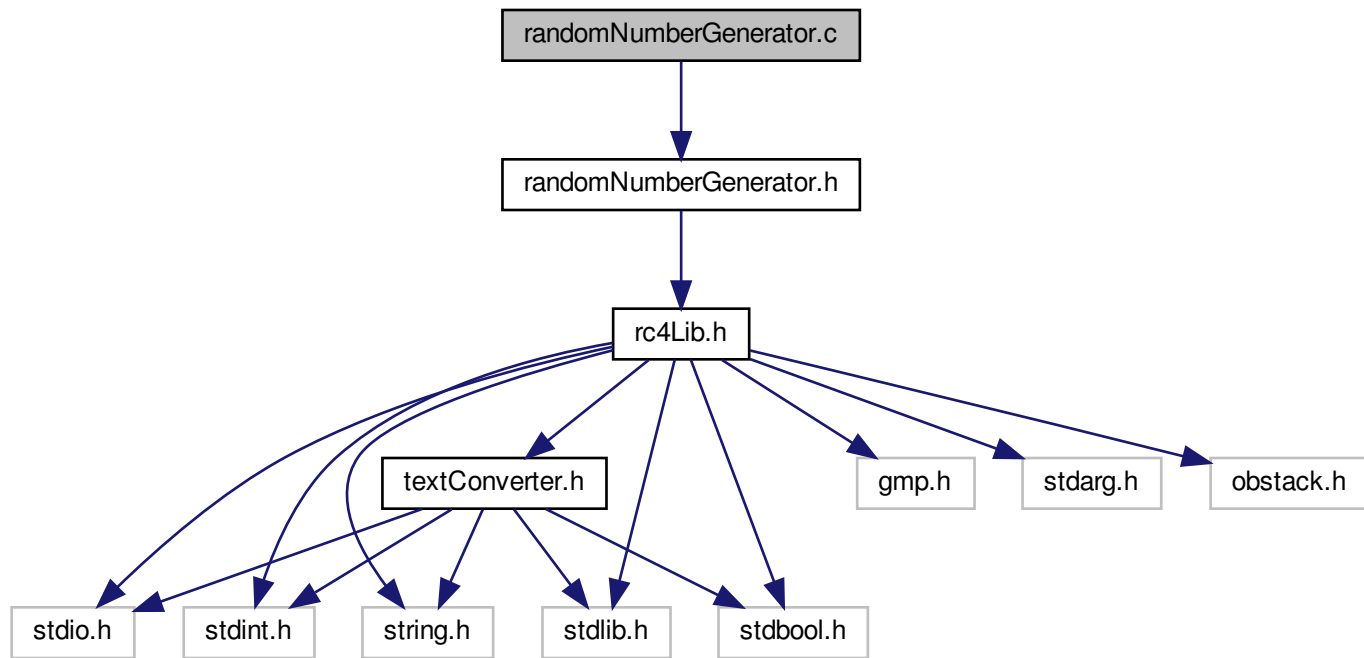 randomNumberGenerator.c
randomNumberGenerator.h
rc4Lib.h
textConverter.h
gmp.h
stdarg.h
obstack.h
stdio.h
stdint.h
string.h
stdlib.h
stdbool.h